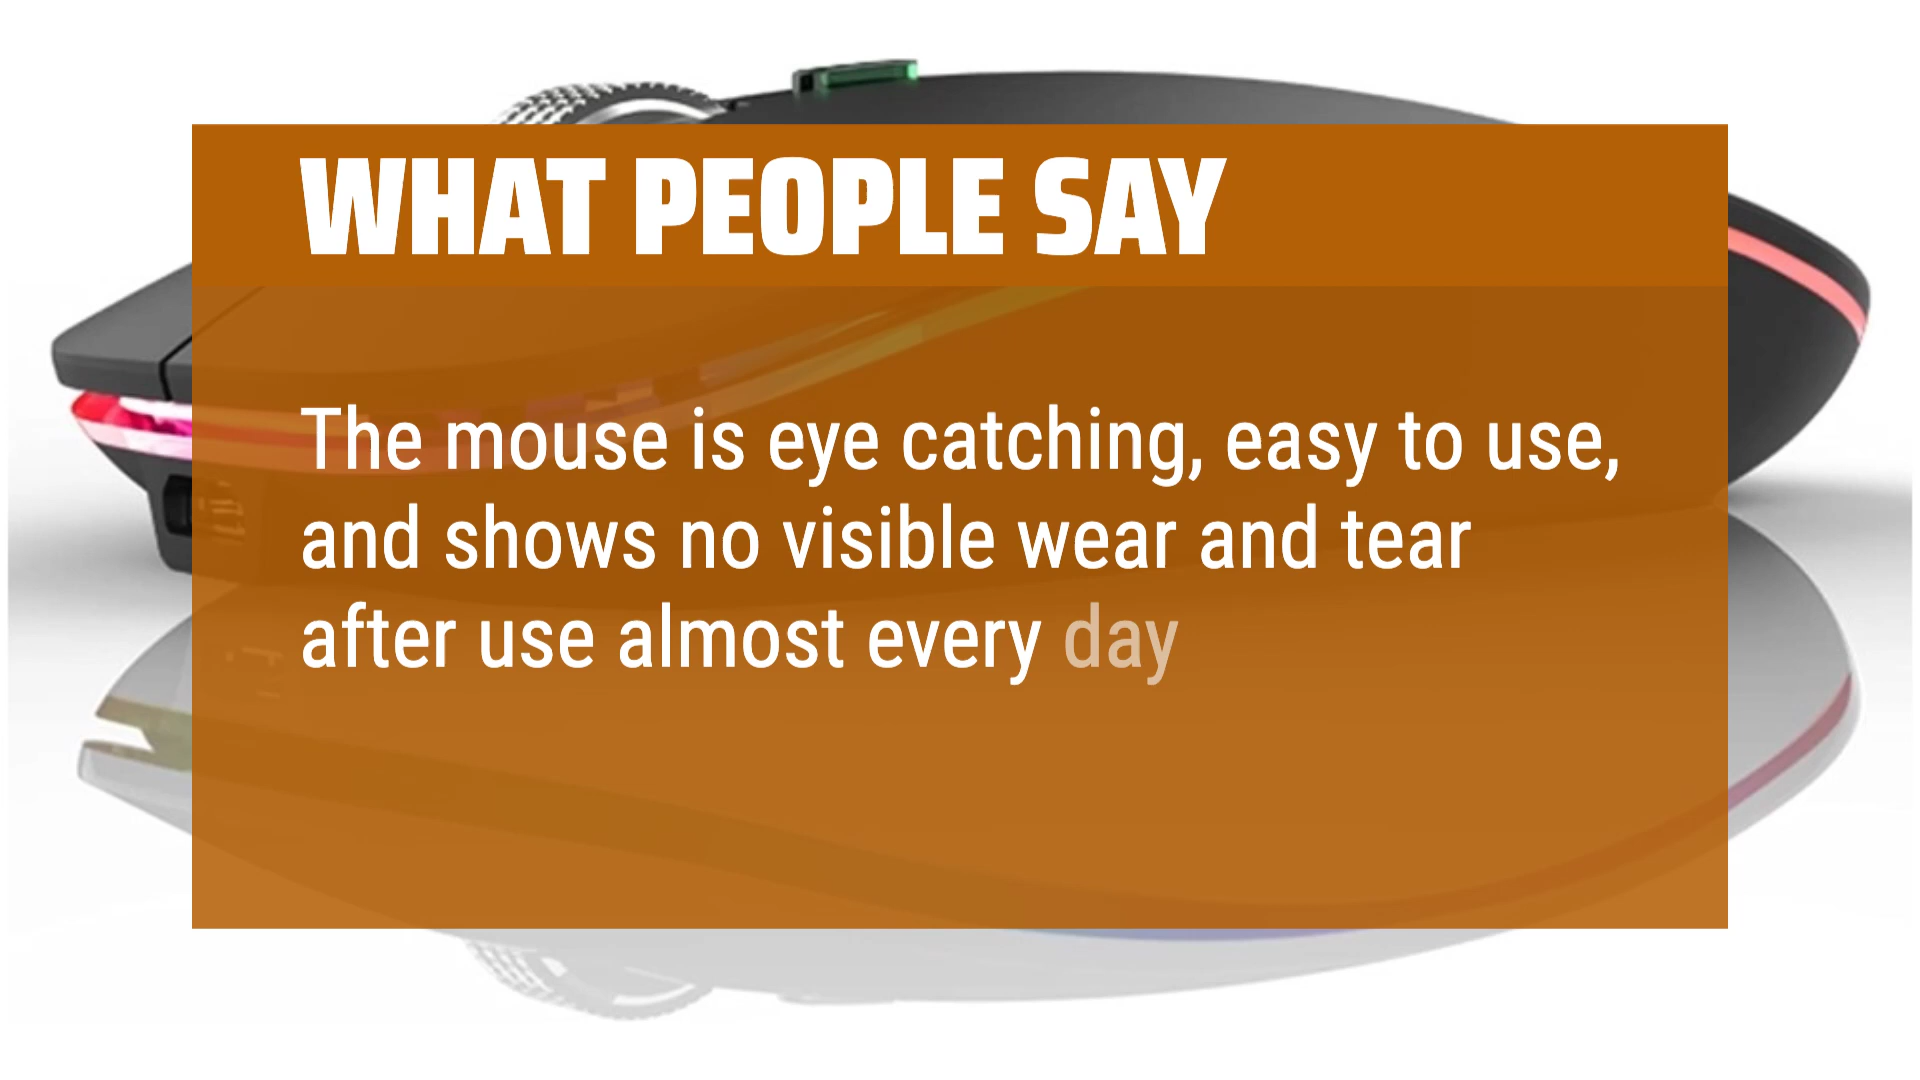 WHAT PEOPLE SAY
The mouse is eye catching, easy to use,
and shows no visible wear and tear
after use almost every day